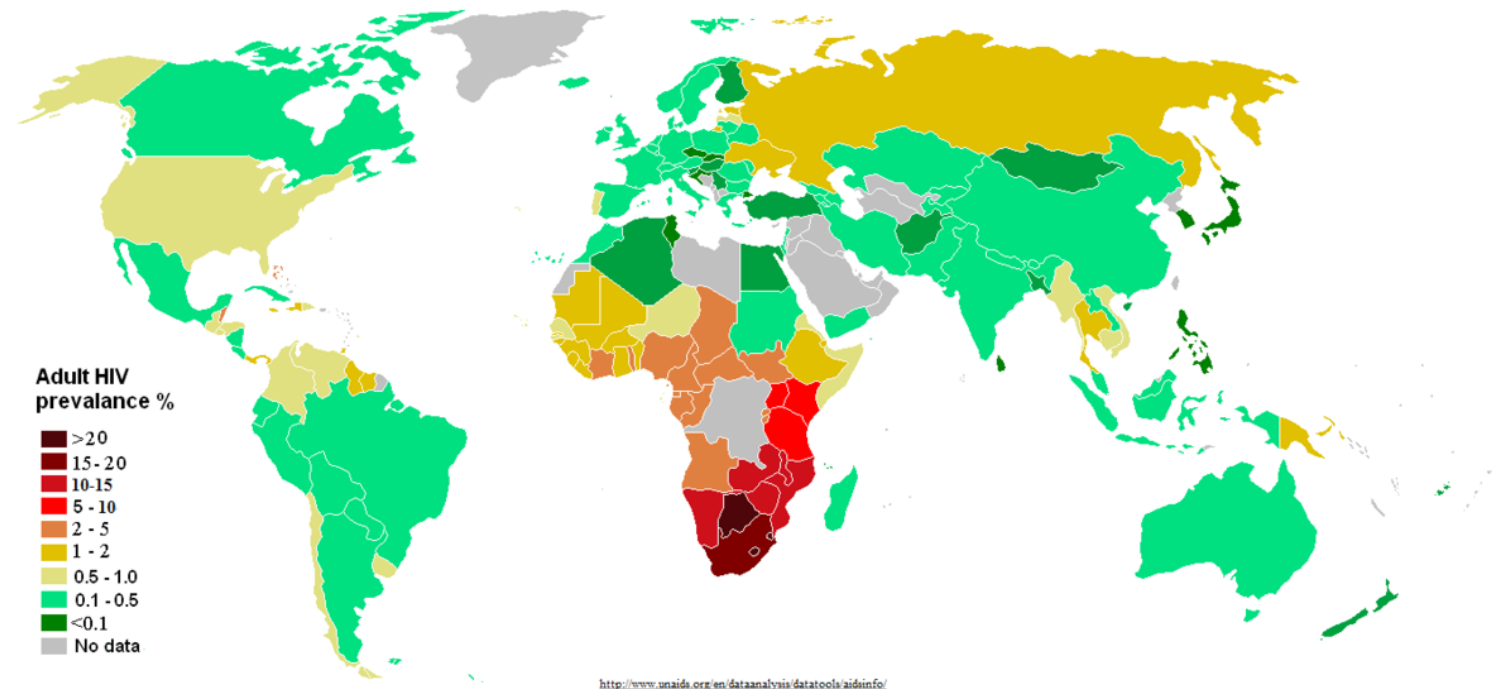 Adult HIV
prevalance %
>20
15 - 20
10-15
5 - 10
2 - 5
1 - 2
0.5 - 1.0
0.1 - 0.5
<0.1
No data
http://www.unaids.org/en/dataanalysis/datatools/aidsinfo/